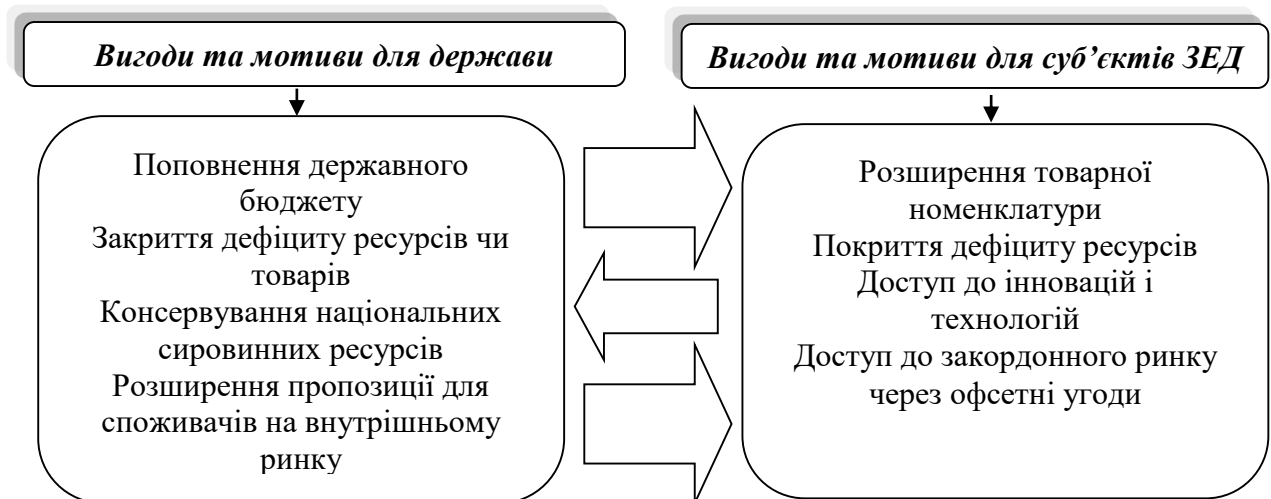 Вигоди та мотиви для держави
Поповнення державного
бюджету
Закриття дефіциту ресурсів чи
товарів
Консервування національних
сировинних ресурсів
Розширення пропозиції для
споживачів на внутрішньому
ринку
Вигоди та мотиви для суб’єктів ЗЕД
Розширення товарної
номенклатури
Покриття дефіциту ресурсів
Доступ до інновацій і
технологій
Доступ до закордонного ринку
через офсетні угоди